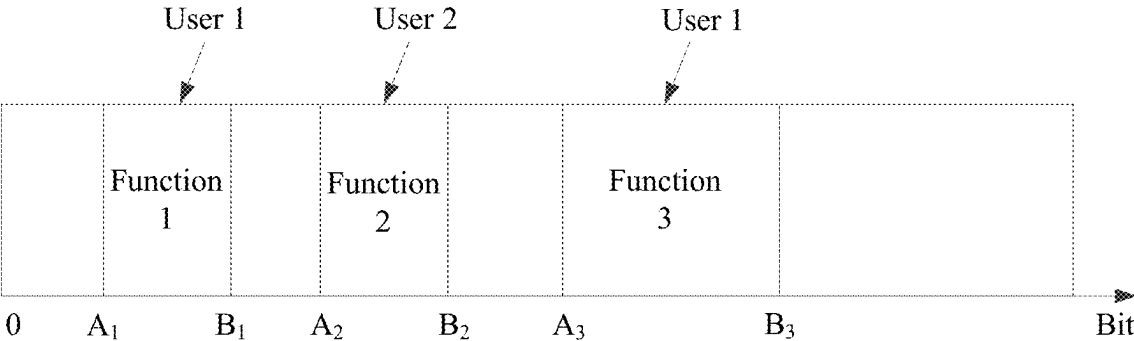 User 1 User 2 User 1
Function 1
Function 2
Function 3
0 A₁ B₁ A₂ B₂ A₃ B₃ Bit